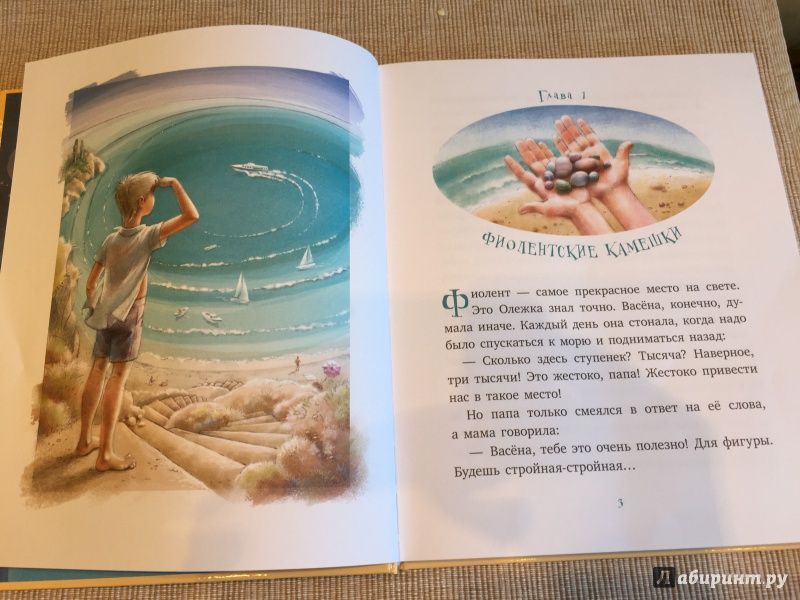 Глава 1
ФИОЛЕНТСКИЕ КАМЕШКИ
Фиолент — самое прекрасное место на свете.
Это Олежка знал точно. Васёна, конечно, ду-
мала иначе. Каждый день она стонала, когда надо
было спускаться к морю и подниматься назад:
— Сколько здесь ступенек? Тысяча? Наверное,
три тысячи! Это жестоко, папа! Жестоко привести
нас в такое место!
Но папа только смеялся в ответ на её слова,
а мама говорила:
— Васёна, тебе это очень полезно! Для фигуры.
Будешь стройная-стройная...
3
Лабиринт.ру